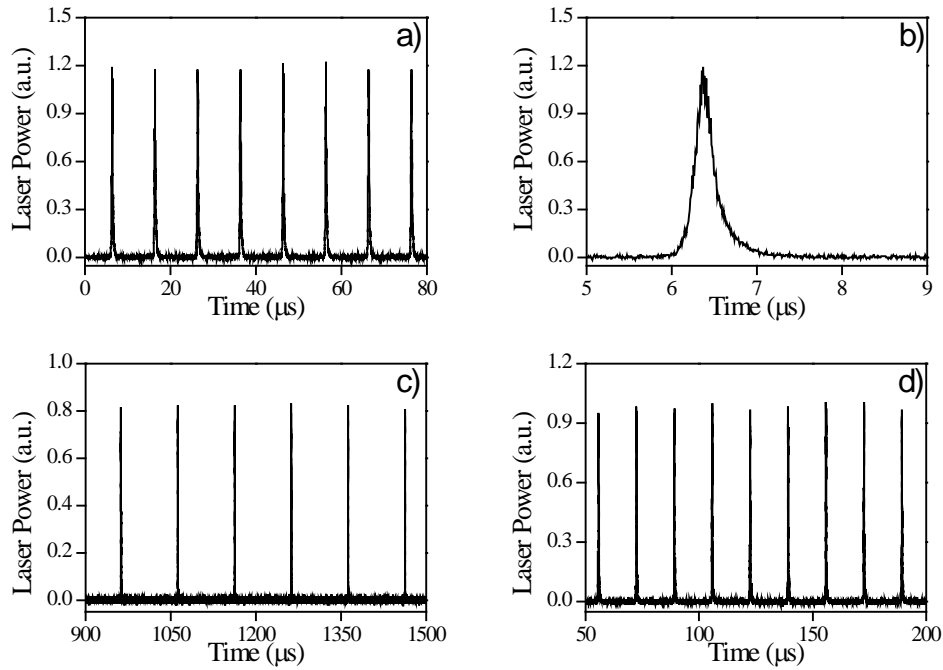 a)
Laser Power (a.u.)
1.5
1.2
0.9
0.6
0.3
0.0
0 20 40 60 80
Time (μs)
b)
Laser Power (a.u.)
1.5
1.2
0.9
0.6
0.3
0.0
5 6 7 8 9
Time (μs)
c)
Laser Power (a.u.)
1.0
0.8
0.6
0.4
0.2
0.0
900 1050 1200 1350 1500
Time (μs)
d)
Laser Power (a.u.)
1.2
0.9
0.6
0.3
0.0
50 100 150 200
Time (μs)